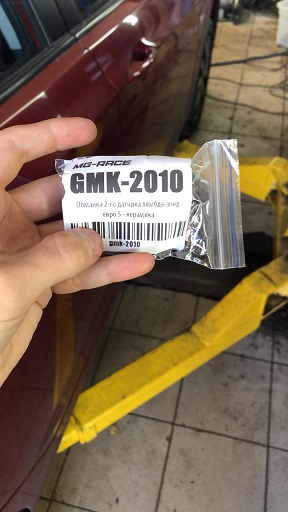 MG-RACE
GMK-2010
Обманка 2-го датчика лямбда-зонд
евро 5 - керамика
gmk-2010